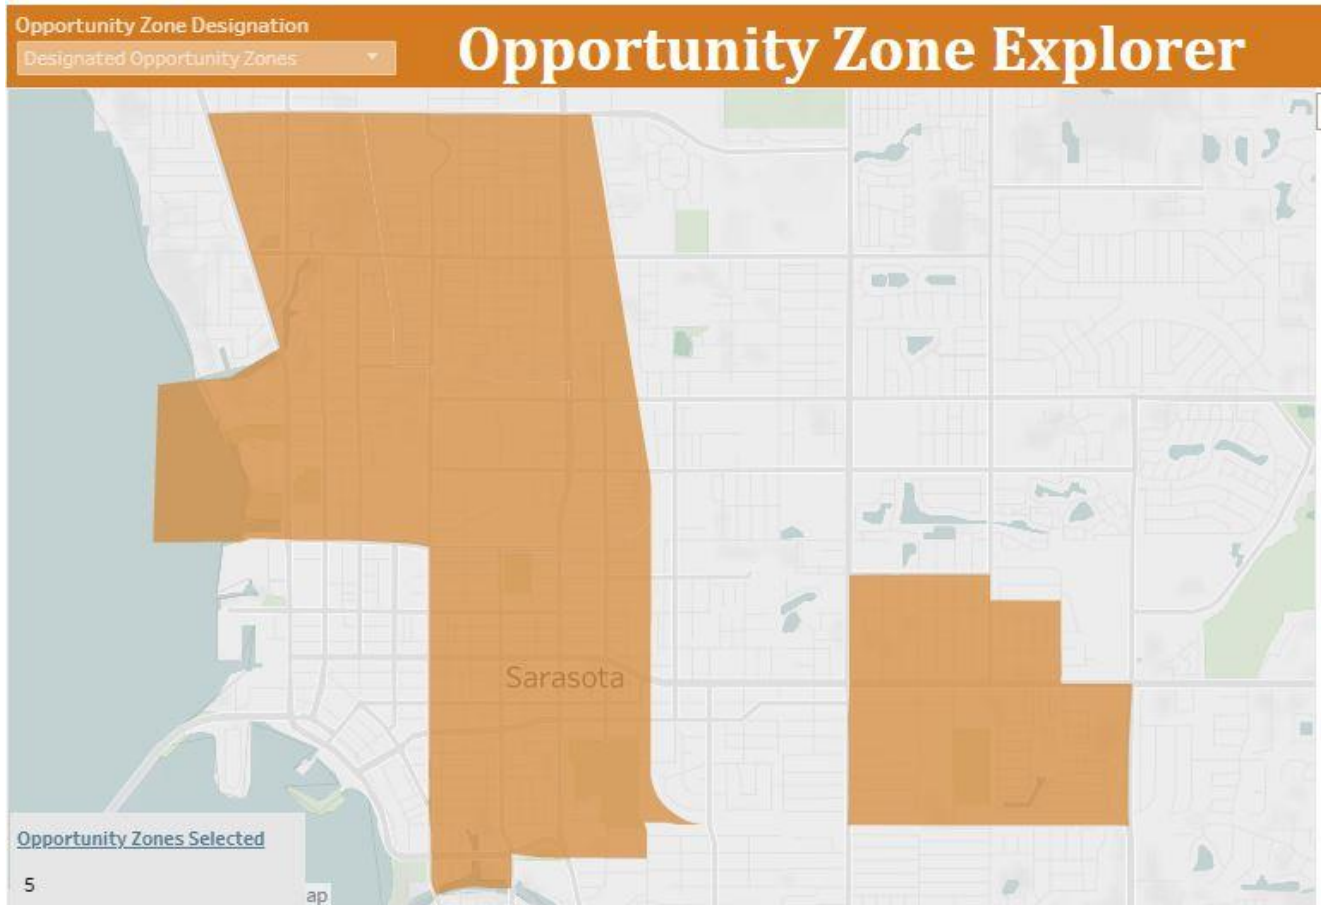 Opportunity Zone Designation
Designated Opportunity Zones
Opportunity Zone Explorer
Sarasota
Opportunity Zones Selected
5
ap